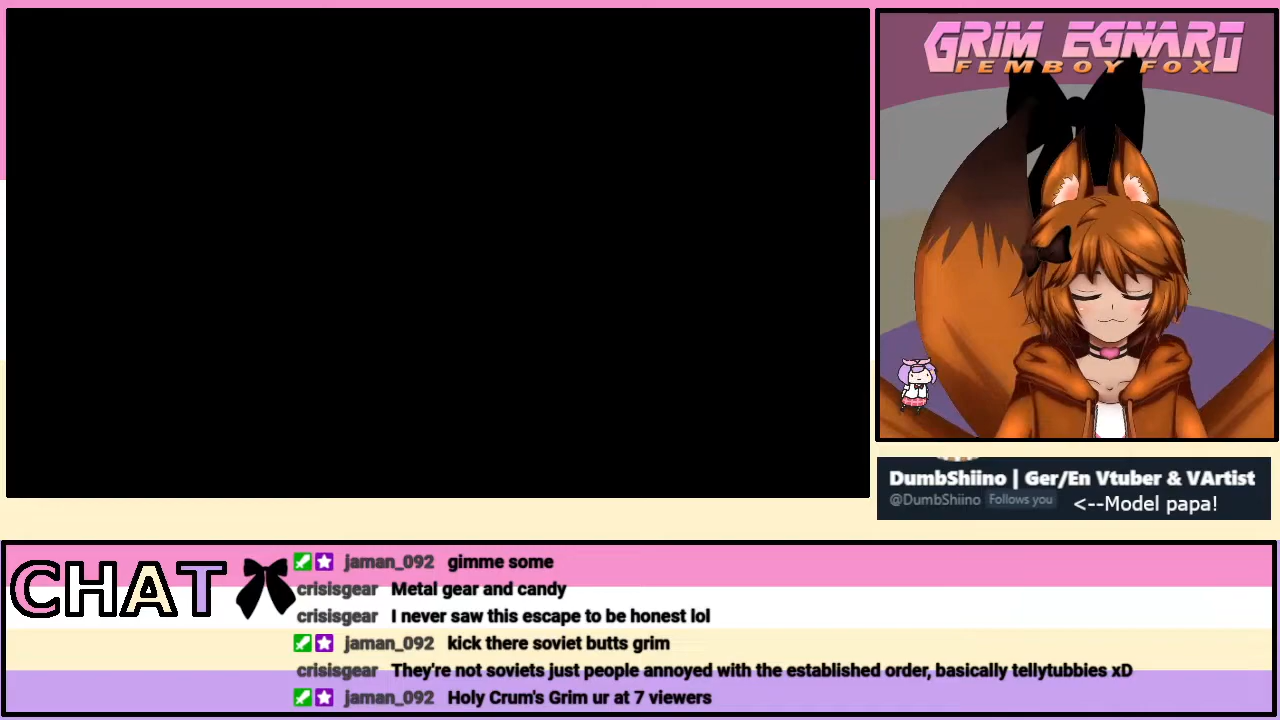 GRIM EGNART
FEMBOY FOX
DumbShiino | Ger/En Vtuber & VArtist
@DumbShiino Follows you <--Model papa!
CHAT
jaman_092 gimme some
crisisgear Metal gear and candy
crisisgear I never saw this escape to be honest lol
jaman_092 kick there soviet butts grim
crisisgear They're not soviets just people annoyed with the established order, basically tellytubbies xD
jaman_092 Holy Crum's Grim ur at 7 viewers